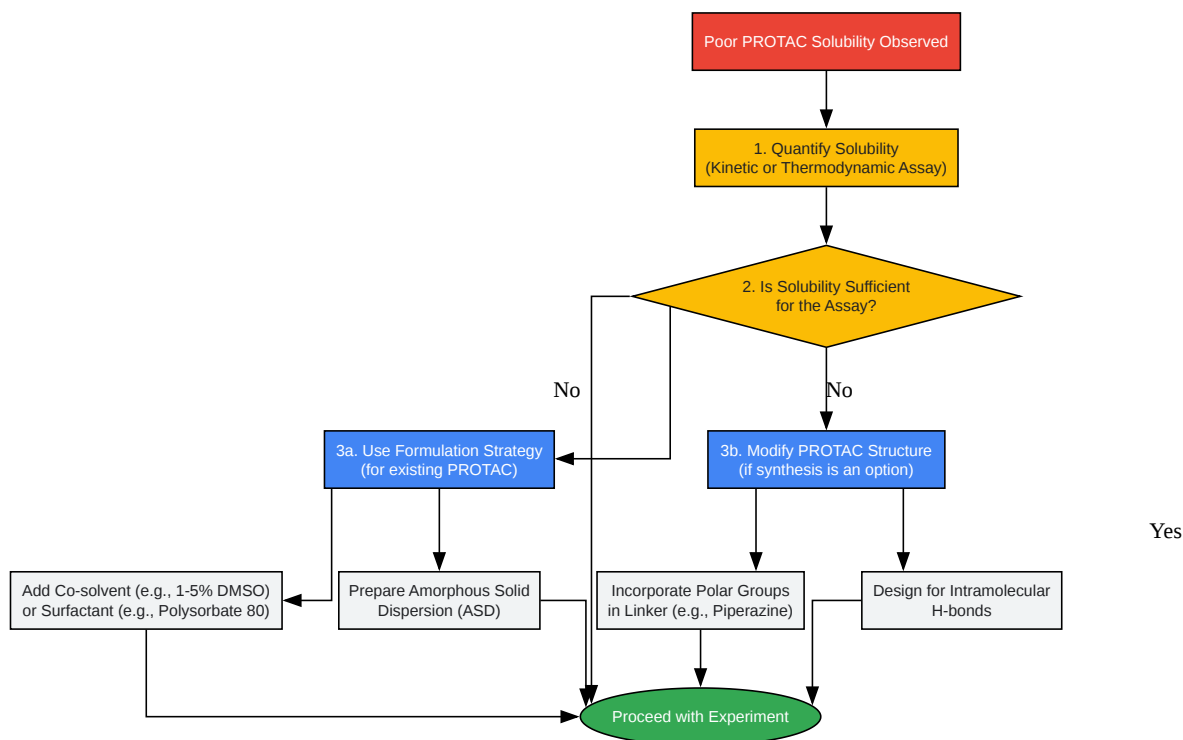 Poor PROTAC Solubility Observed
1. Quantify Solubility
(Kinetic or Thermodynamic Assay)
2. Is Solubility Sufficient
for the Assay?
No
No
3a. Use Formulation Strategy
(for existing PROTAC)
3b. Modify PROTAC Structure
(if synthesis is an option)
Yes
Add Co-solvent (e.g., 1-5% DMSO)
or Surfactant (e.g., Polysorbate 80)
Prepare Amorphous Solid
Dispersion (ASD)
Incorporate Polar Groups
in Linker (e.g., Piperazine)
Design for Intramolecular
H-bonds
Proceed with Experiment